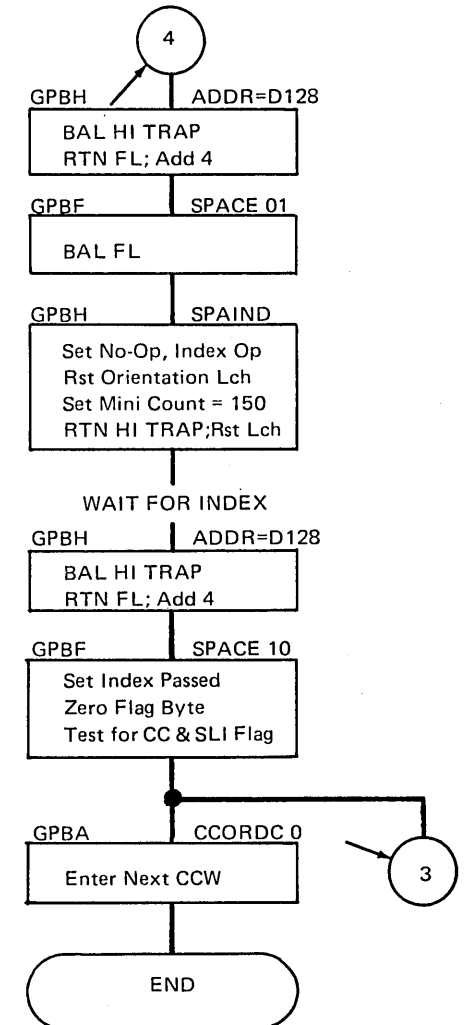 4
GPBH ADDR=D128
BAL HI TRAP
RTN FL; Add 4
GPBF SPACE 01
BAL FL
GPBH SPAIND
Set No-Op, Index Op
Rst Orientation Lch
Set Mini Count = 150
RTN HI TRAP;Rst Lch
WAIT FOR INDEX
GPBH ADDR=D128
BAL HI TRAP
RTN FL; Add 4
GPBF SPACE 10
Set Index Passed
Zero Flag Byte
Test for CC & SLI Flag
GPBA CCORDC 0
Enter Next CCW
3
END